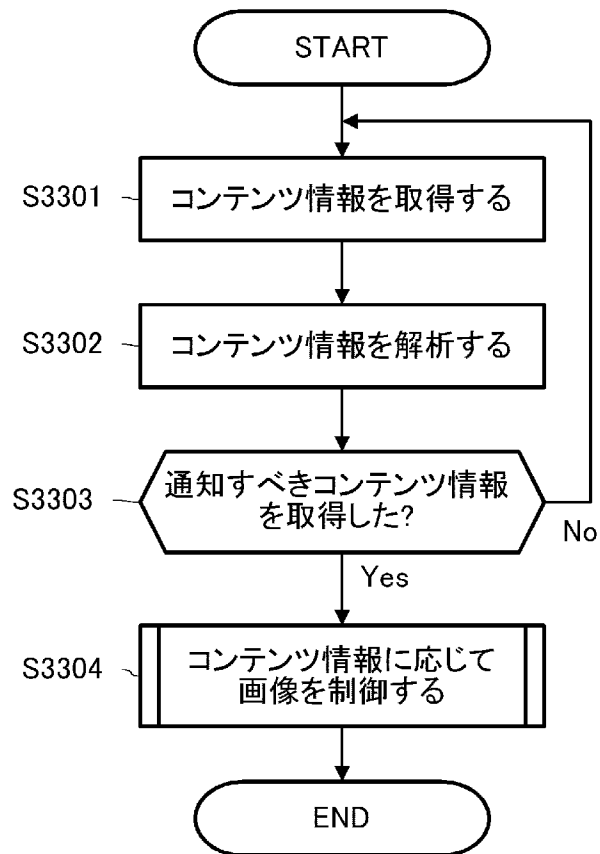 START
S3301
コンテンツ情報を取得する
S3302
コンテンツ情報を解析する
S3303
通知すべきコンテンツ情報
を取得した?
No
Yes
S3304
コンテンツ情報に応じて
画像を制御する
END